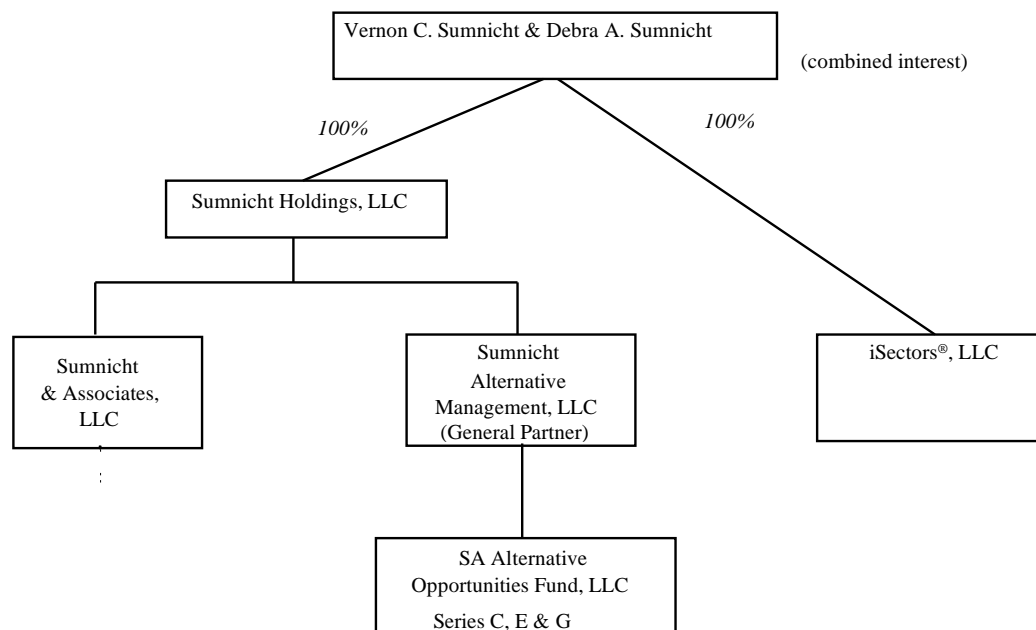 Vernon C. Sumnicht & Debra A. Sumnicht
(combined interest)
100%
100%
Sumnicht Holdings, LLC
Sumnicht
& Associates,
LLC
Sumnicht
Alternative
Management, LLC
(General Partner)
iSectors®, LLC
SA Alternative
Opportunities Fund, LLC
Series C, E & G